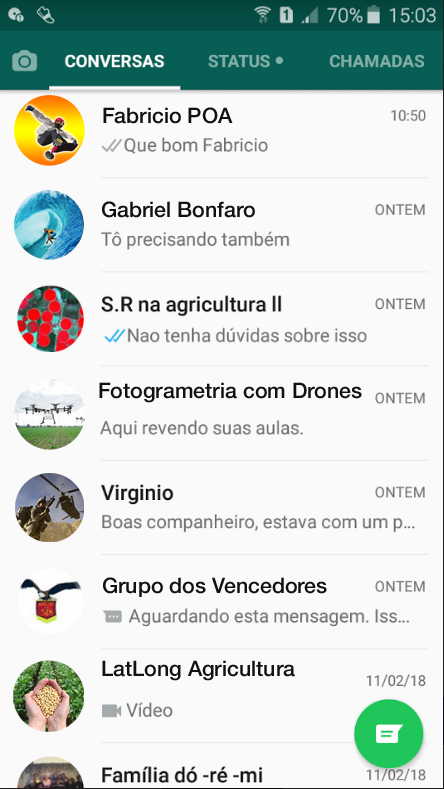 1 70% 15:03
CONVERSAS STATUS CHAMADAS
Fabricio POA 10:50
Que bom Fabricio
Gabriel Bonfaro ONTEM
Tô precisando também
S.R na agricultura ll ONTEM
Nao tenha dúvidas sobre isso
Fotogrametria com Drones ONTEM
Aqui revendo suas aulas.
Virginio ONTEM
Boas companheiro, estava com um p...
Grupo dos Vencedores ONTEM
Aguardando esta mensagem. Iss...
LatLong Agricultura 11/02/18
Vídeo
Família dó -ré -mi 11/02/18